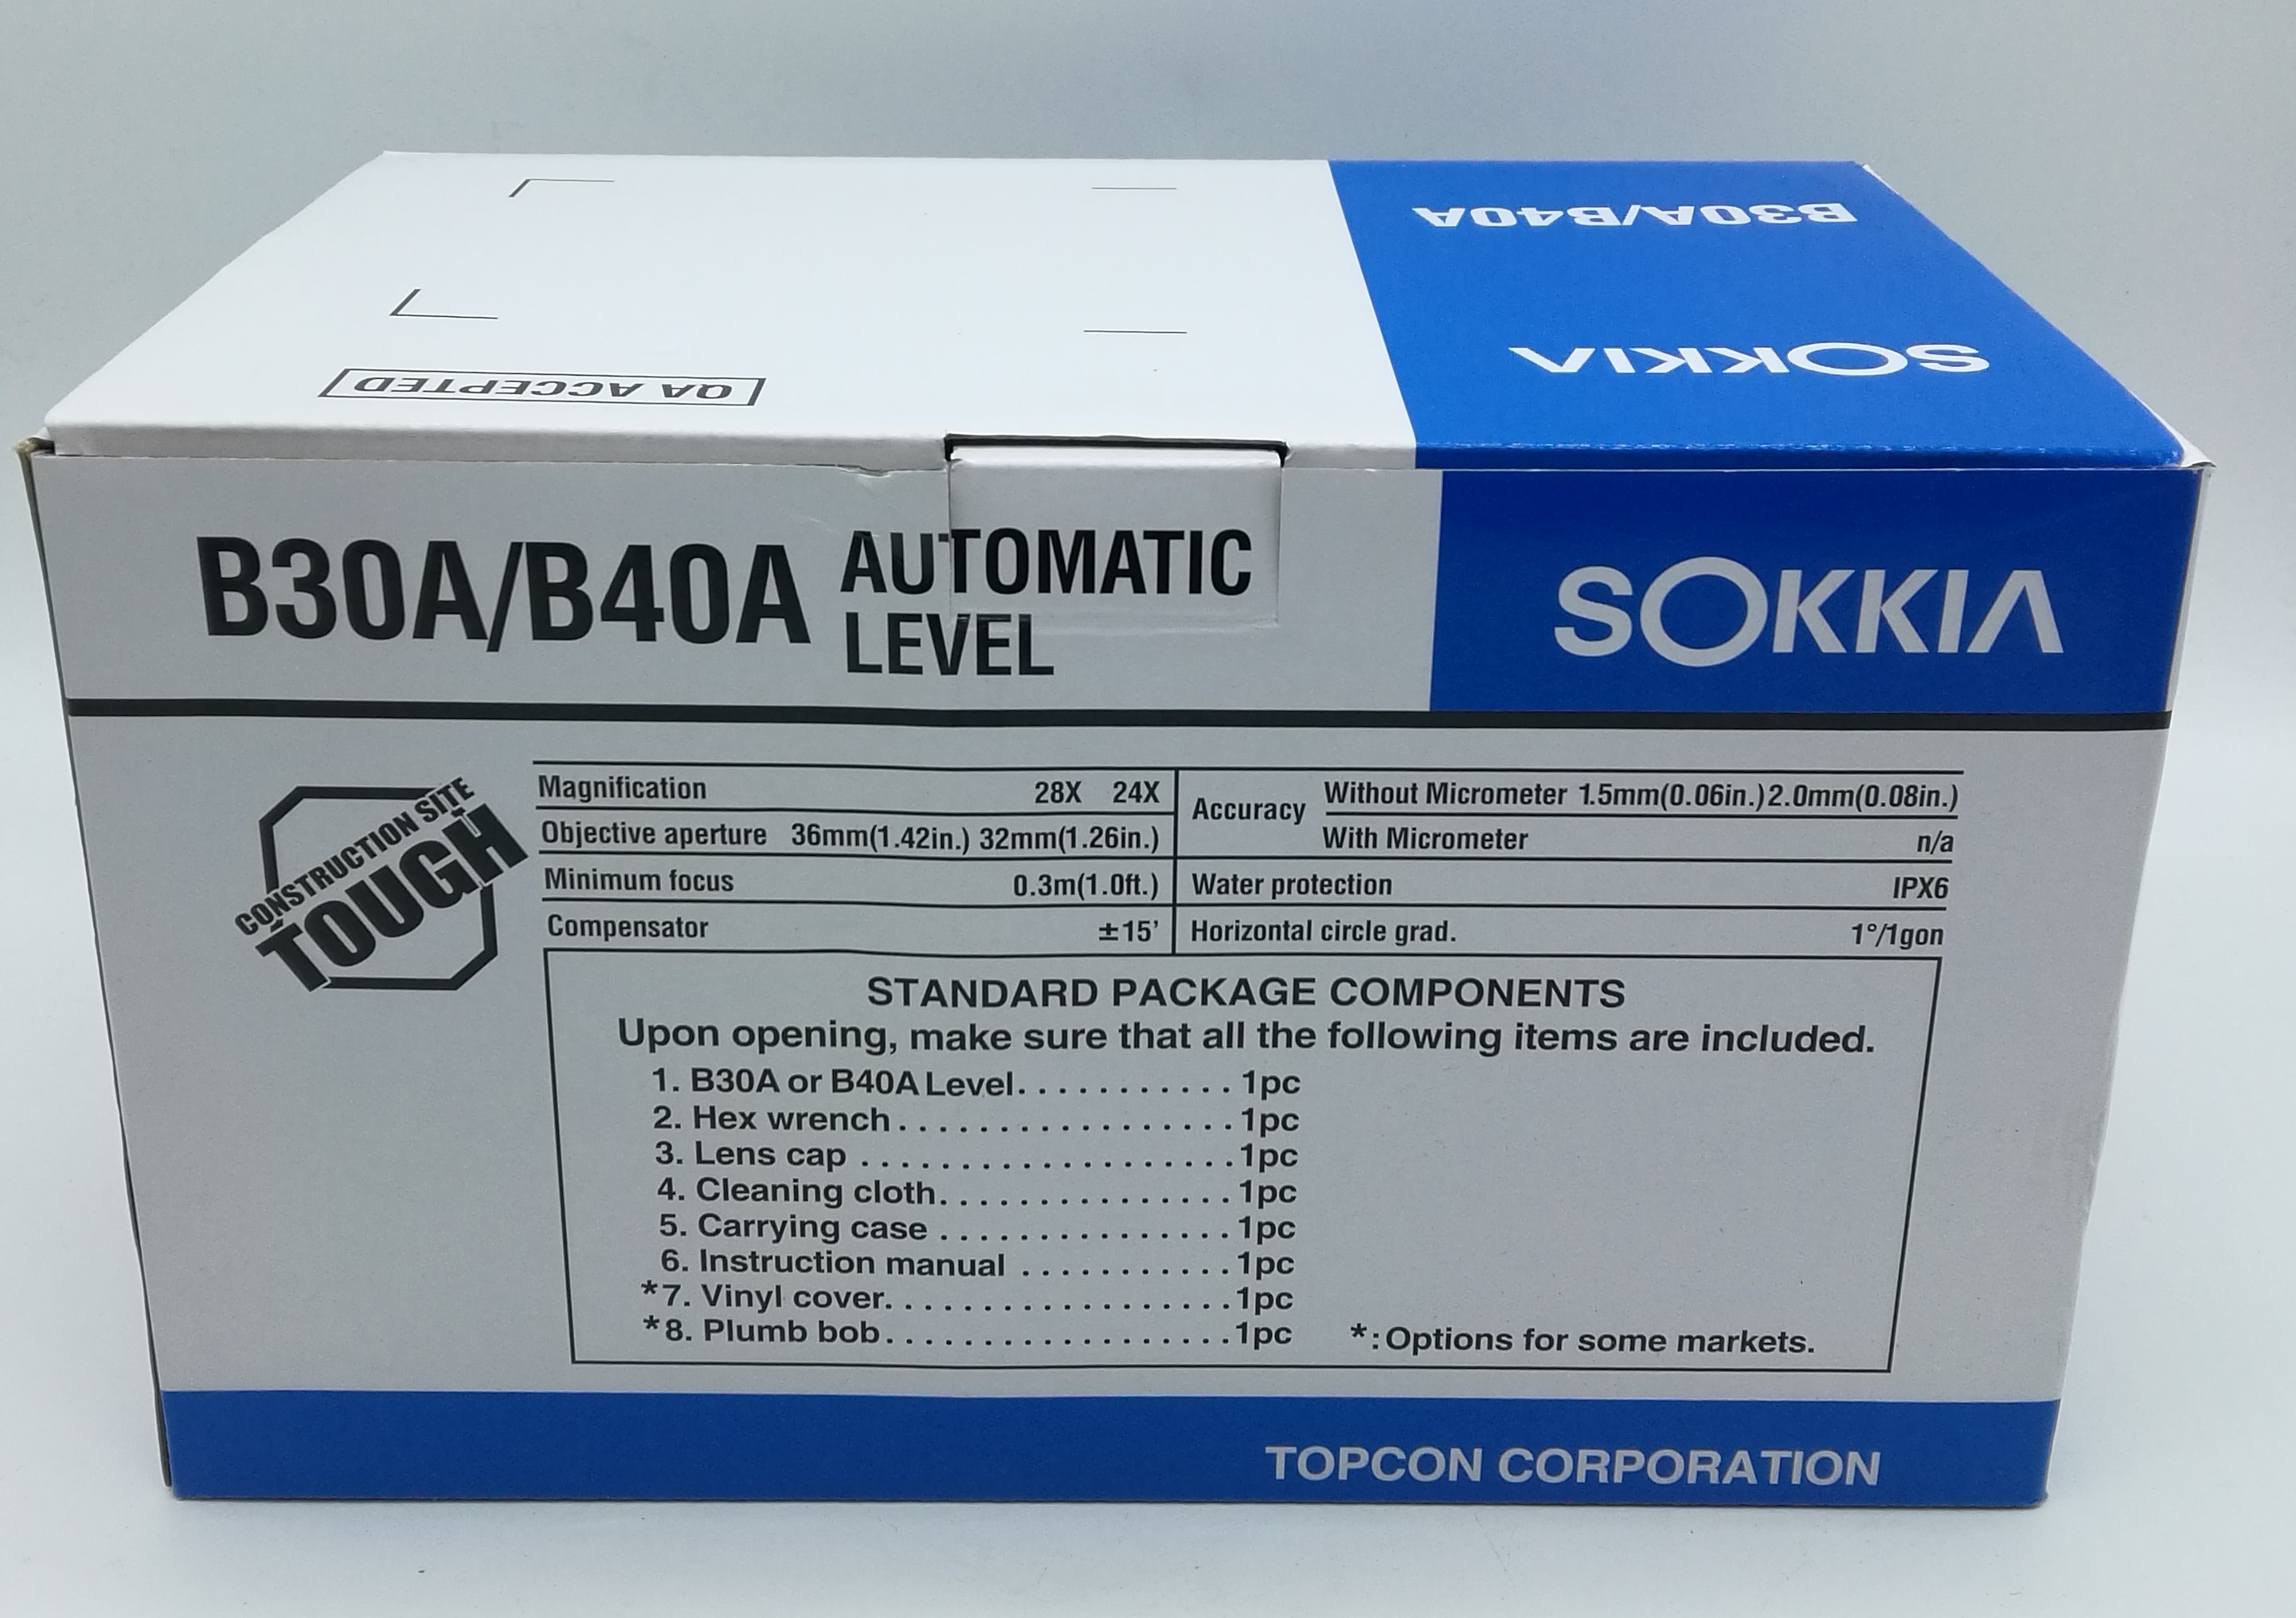 B30A/B40A
SOKKIA
QA ACCEPTED
B30A/B40A AUTOMATIC
LEVEL
SOKKIA
CONSTRUCTION SITE
TOUGH
Magnification 28X 24X
Objective aperture 36mm(1.42in.) 32mm(1.26in.)
Minimum focus 0.3m(1.0ft.)
Compensator ±15'
Accuracy Without Micrometer 1.5mm(0.06in.) 2.0mm(0.08in.)
With Micrometer n/a
Water protection IPX6
Horizontal circle grad. 1°/1gon
STANDARD PACKAGE COMPONENTS
Upon opening, make sure that all the following items are included.
1. B30A or B40A Level. . . . . . . . . . . 1pc
2. Hex wrench . . . . . . . . . . . . . . . . . 1pc
3. Lens cap . . . . . . . . . . . . . . . . . . . 1pc
4. Cleaning cloth. . . . . . . . . . . . . . . 1pc
5. Carrying case . . . . . . . . . . . . . . . 1pc
6. Instruction manual . . . . . . . . . . . 1pc
*7. Vinyl cover. . . . . . . . . . . . . . . . . . 1pc
*8. Plumb bob. . . . . . . . . . . . . . . . . . 1pc
*:Options for some markets.
TOPCON CORPORATION